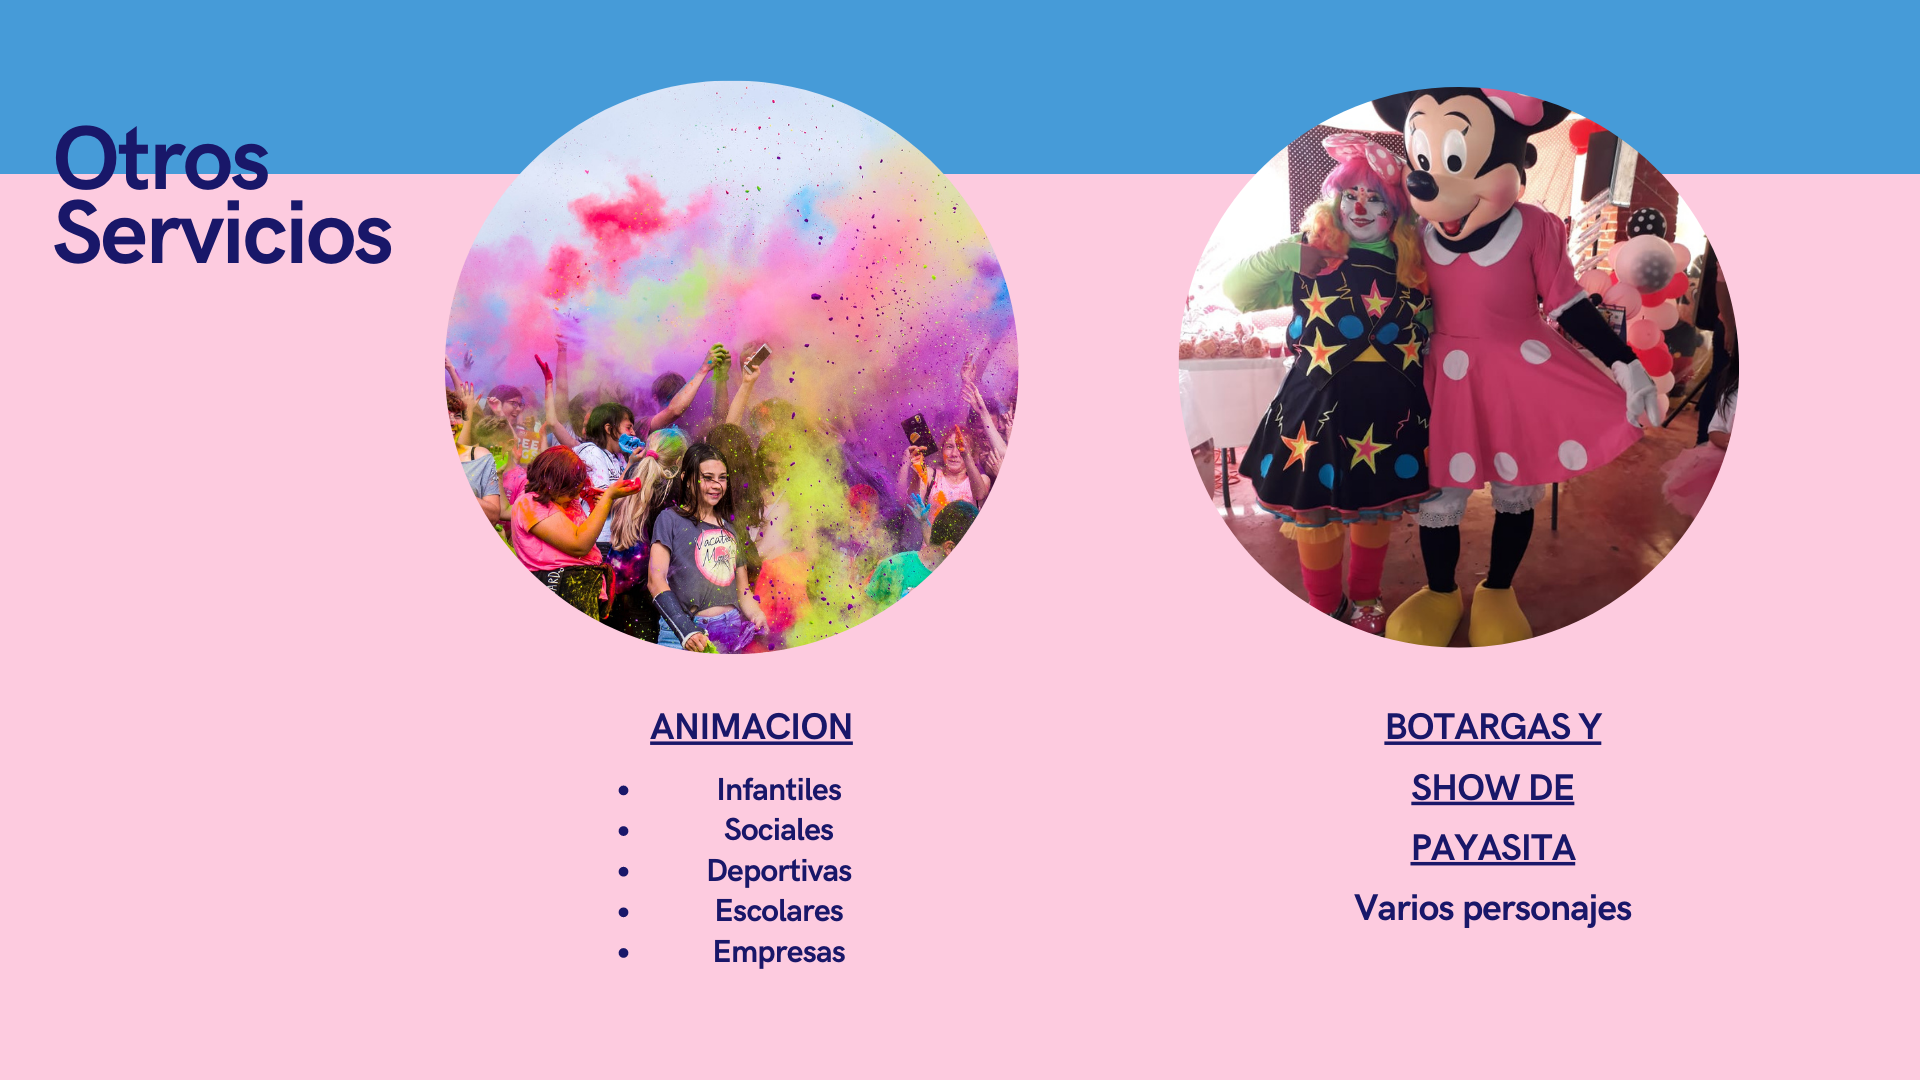 Otros
Servicios
ANIMACION
• Infantiles
• Sociales
• Deportivas
• Escolares
• Empresas
BOTARGAS Y
SHOW DE
PAYASITA
Varios personajes